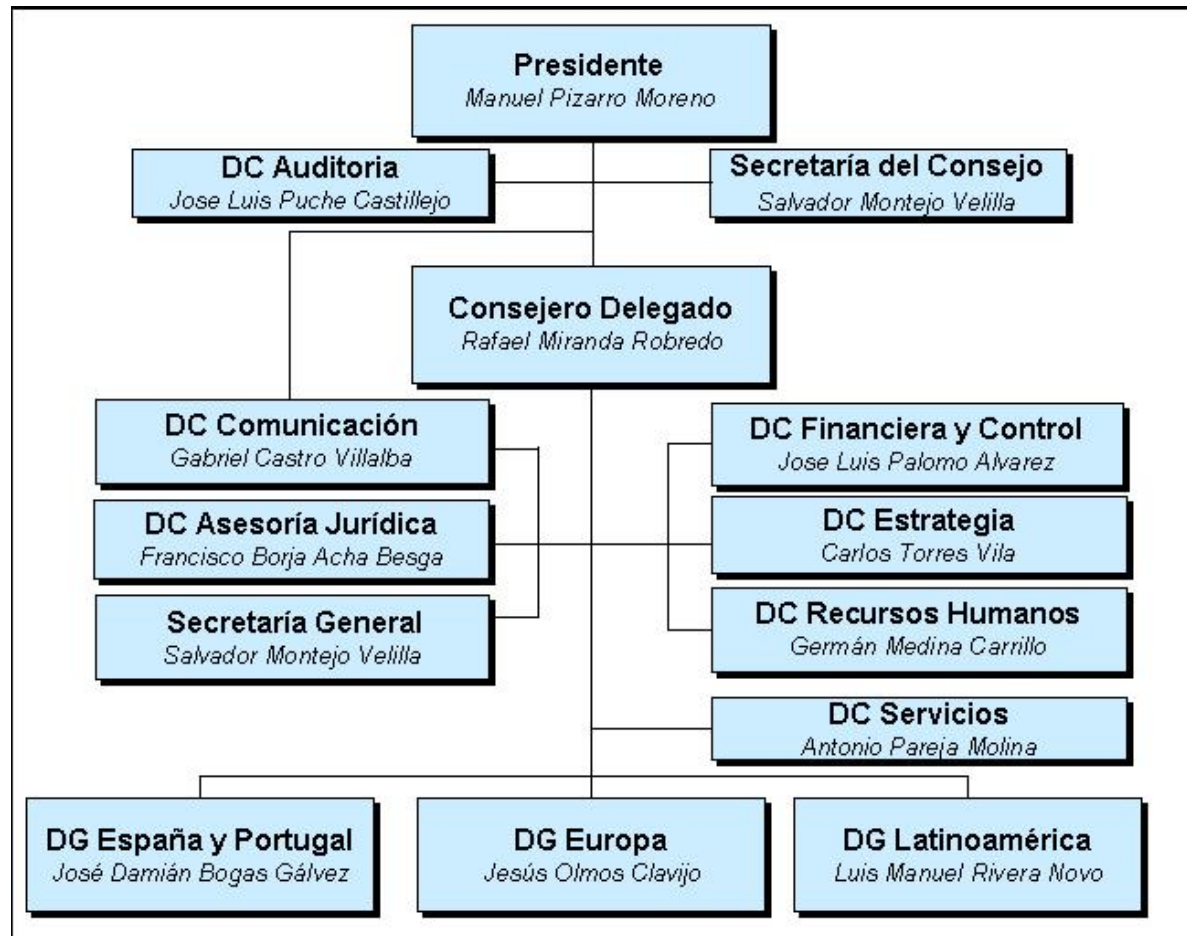 Presidente
Manuel Pizarro Moreno
DC Auditoria
Jose Luis Puche Castillejo
Secretaría del Consejo
Salvador Montejo Velilla
Consejero Delegado
Rafael Miranda Robredo
DC Comunicación
Gabriel Castro Villalba
DC Financiera y Control
Jose Luis Palomo Alvarez
DC Asesoría Jurídica
Francisco Borja Acha Besga
DC Estrategia
Carlos Torres Vila
Secretaría General
Salvador Montejo Velilla
DC Recursos Humanos
Germán Medina Carrillo
DC Servicios
Antonio Pareja Molina
DG España y Portugal
José Damián Bogas Gálvez
DG Europa
Jesús Olmos Clavijo
DG Latinoamérica
Luis Manuel Rivera Novo